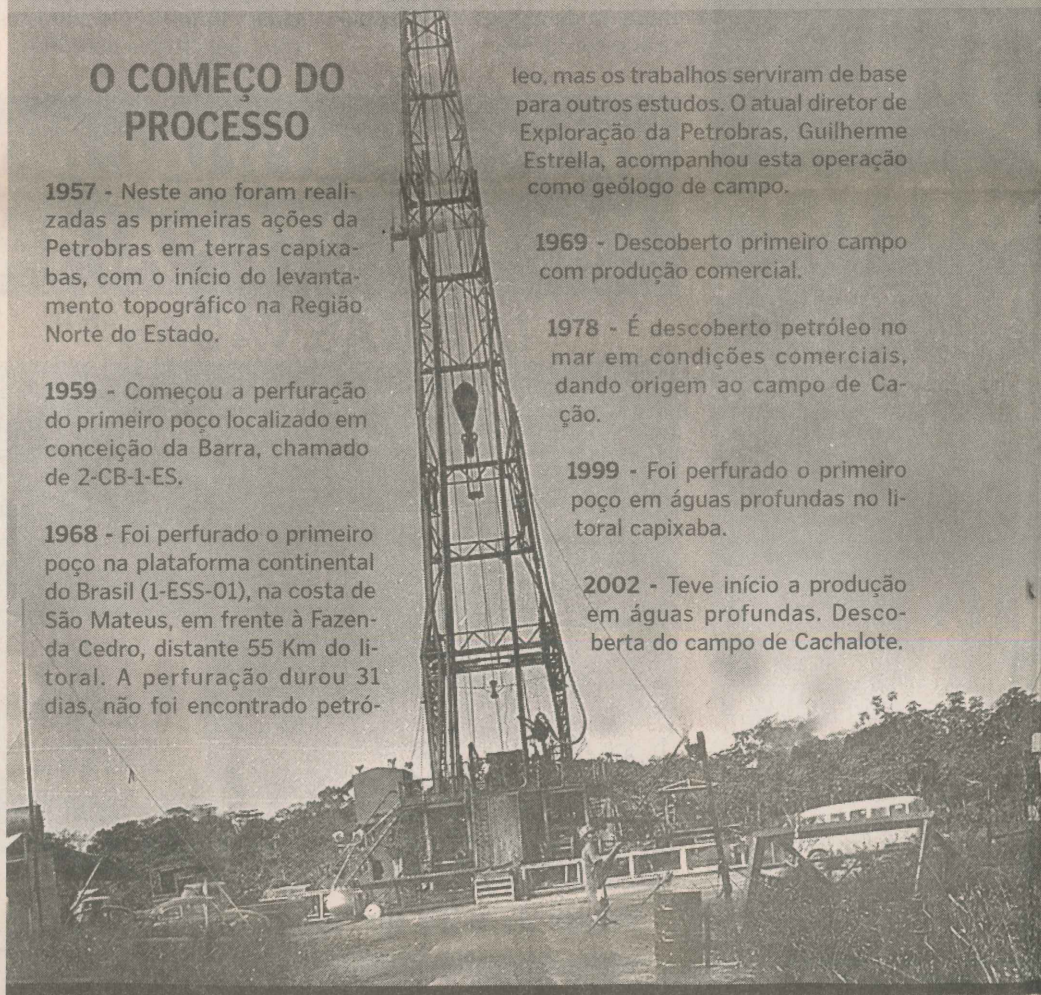 O COMEÇO DO
PROCESSO
1957 - Neste ano foram reali-
zadas as primeiras ações da
Petrobras em terras capixa-
bas, com o início do levanta-
mento topográfico na Região
Norte do Estado.
1959 - Começou a perfuração
do primeiro poço localizado em
conceição da Barra, chamado
de 2-CB-1-ES.
1968 - Foi perfurado o primeiro
poço na plataforma continental
do Brasil (1-ESS-01), na costa de
São Mateus, em frente à Fazen-
da Cedro, distante 55 Km do li-
toral. A perfuração durou 31
dias, não foi encontrado petró-
leo, mas os trabalhos serviram de base
para outros estudos. O atual diretor de
Exploração da Petrobras, Guilherme
Estrella, acompanhou esta operação
como geólogo de campo.
1969 - Descoberto primeiro campo
com produção comercial.
1978 - É descoberto petróleo no
mar em condições comerciais,
dando origem ao campo de Ca-
ção.
1999 - Foi perfurado o primeiro
poço em águas profundas no li-
toral capixaba.
2002 - Teve início a produção
em águas profundas. Desco-
berta do campo de Cachalote.